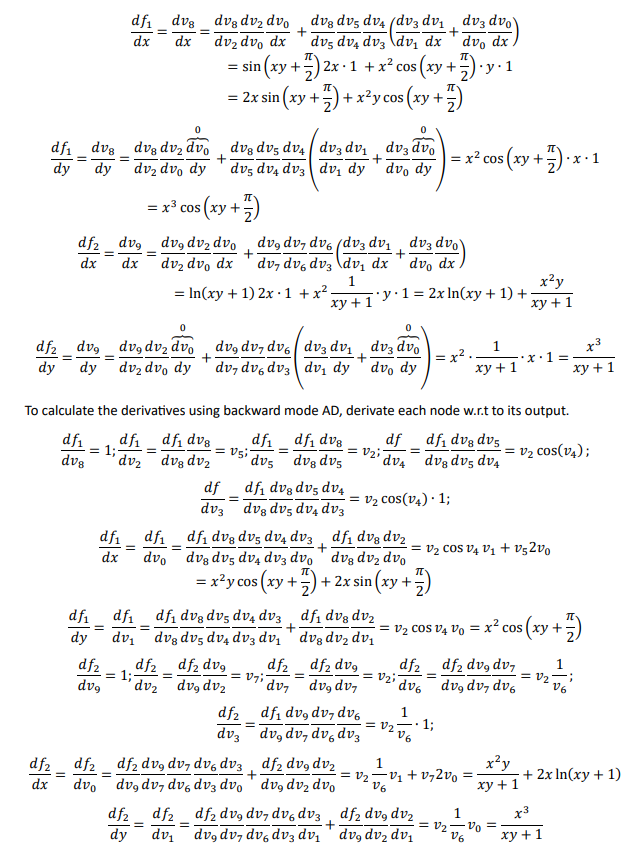 df₁/dx = dv₈/dx = dv₈/dv₂ dv₂/dv₀ dv₀/dx + dv₈/dv₅ dv₅/dv₄ dv₄/dv₃ (dv₃/dv₁ dv₁/dx + dv₃/dv₀ dv₀/dx)
= sin(xy + π/2) 2x · 1 + x² cos(xy + π/2) · y · 1
= 2x sin(xy + π/2) + x²y cos(xy + π/2)
df₁/dy = dv₈/dy = dv₈/dv₂ dv₂/dv₀ \overbrace{dv₀}^{0}/dy + dv₈/dv₅ dv₅/dv₄ dv₄/dv₃ (dv₃/dv₁ dv₁/dy + dv₃/dv₀ \overbrace{dv₀}^{0}/dy) = x² cos(xy + π/2) · x · 1
= x³ cos(xy + π/2)
df₂/dx = dv₉/dx = dv₉/dv₂ dv₂/dv₀ dv₀/dx + dv₉/dv₇ dv₇/dv₆ dv₆/dv₃ (dv₃/dv₁ dv₁/dx + dv₃/dv₀ dv₀/dx)
= ln(xy + 1) 2x · 1 + x² 1/(xy + 1) · y · 1 = 2x ln(xy + 1) + x²y/(xy + 1)
df₂/dy = dv₉/dy = dv₉/dv₂ dv₂/dv₀ \overbrace{dv₀}^{0}/dy + dv₉/dv₇ dv₇/dv₆ dv₆/dv₃ (dv₃/dv₁ dv₁/dy + dv₃/dv₀ \overbrace{dv₀}^{0}/dy) = x² · 1/(xy + 1) · x · 1 = x³/(xy + 1)
To calculate the derivatives using backward mode AD, derivate each node w.r.t to its output.
df₁/dv₈ = 1; df₁/dv₂ = df₁/dv₈ dv₈/dv₂ = v₅; df₁/dv₅ = df₁/dv₈ dv₈/dv₅ = v₂; df/dv₄ = df₁/dv₈ dv₈/dv₅ dv₅/dv₄ = v₂ cos(v₄);
df/dv₃ = df₁/dv₈ dv₈/dv₅ dv₅/dv₄ dv₄/dv₃ = v₂ cos(v₄) · 1;
df₁/dx = df₁/dv₀ = df₁/dv₈ dv₈/dv₅ dv₅/dv₄ dv₄/dv₃ dv₃/dv₀ + df₁/dv₈ dv₈/dv₂ dv₂/dv₀ = v₂ cos v₄ v₁ + v₅2v₀
= x²y cos(xy + π/2) + 2x sin(xy + π/2)
df₁/dy = df₁/dv₁ = df₁/dv₈ dv₈/dv₅ dv₅/dv₄ dv₄/dv₃ dv₃/dv₁ + df₁/dv₈ dv₈/dv₂ dv₂/dv₁ = v₂ cos v₄ v₀ = x² cos(xy + π/2)
df₂/dv₉ = 1; df₂/dv₂ = df₂/dv₉ dv₉/dv₂ = v₇; df₂/dv₇ = df₂/dv₉ dv₉/dv₇ = v₂; df₂/dv₆ = df₂/dv₉ dv₉/dv₇ dv₇/dv₆ = v₂ 1/v₆;
df₂/dv₃ = df₁/dv₉ dv₉/dv₇ dv₇/dv₆ dv₆/dv₃ = v₂ 1/v₆ · 1;
df₂/dx = df₂/dv₀ = df₂/dv₉ dv₉/dv₇ dv₇/dv₆ dv₆/dv₃ dv₃/dv₀ + df₂/dv₉ dv₉/dv₂ dv₂/dv₀ = v₂ 1/v₆ v₁ + v₇2v₀ = x²y/(xy + 1) + 2x ln(xy + 1)
df₂/dy = df₂/dv₁ = df₂/dv₉ dv₉/dv₇ dv₇/dv₆ dv₆/dv₃ dv₃/dv₁ + df₂/dv₉ dv₉/dv₂ dv₂/dv₁ = v₂ 1/v₆ v₀ = x³/(xy + 1)